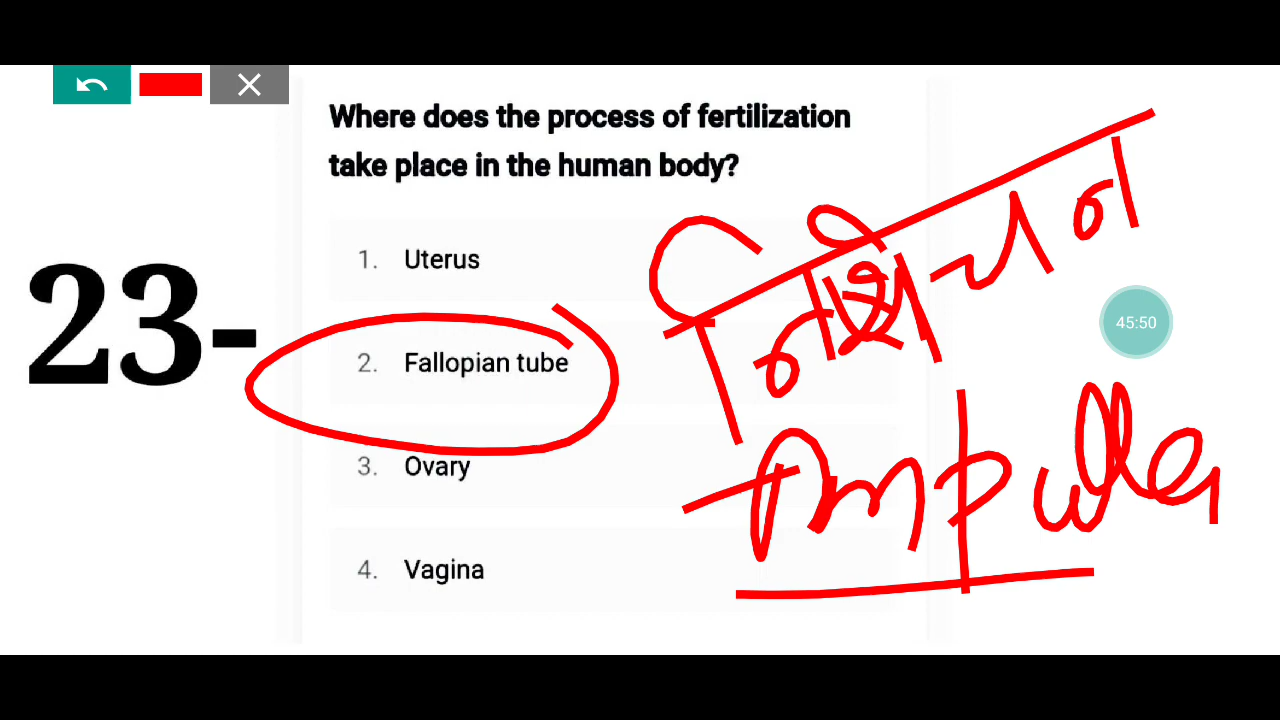 Where does the process of fertilization
take place in the human body?
23-
1. Uterus
2. Fallopian tube
3. Ovary
4. Vagina
निषेचन
45:50
Ampulla